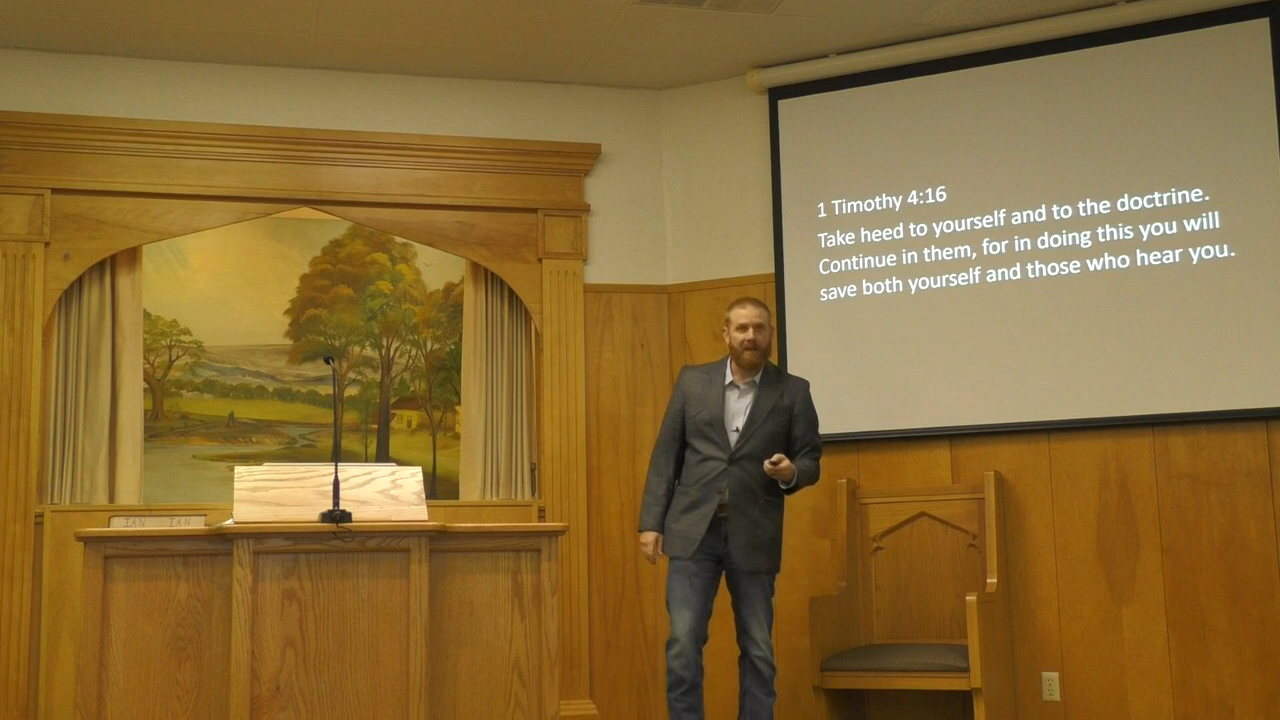 1 Timothy 4:16
Take heed to yourself and to the doctrine.
Continue in them, for in doing this you will
save both yourself and those who hear you.
IAN IAN